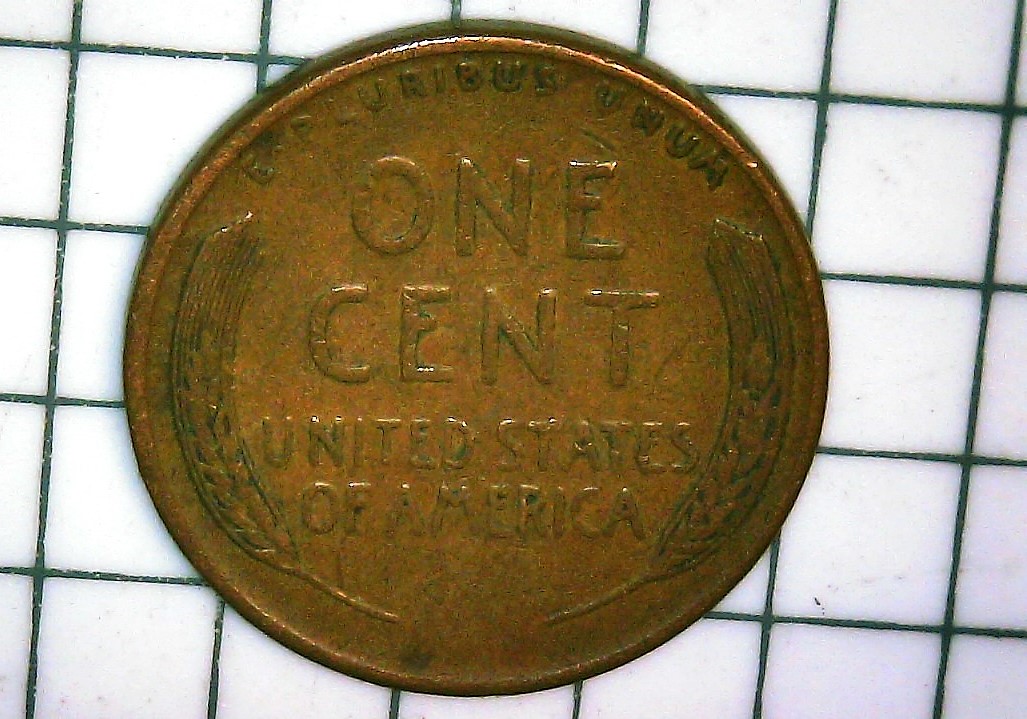 E PLURIBUS UNUM
ONE
CENT
UNITED STATES
OF AMERICA